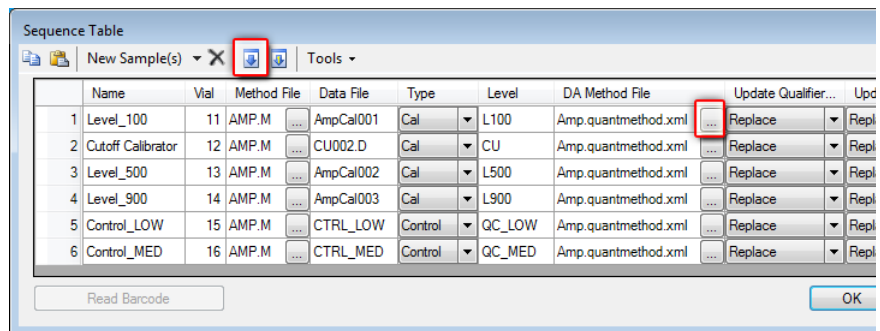 Sequence Table
New Sample(s) Tools
Name Vial Method File Data File Type Level DA Method File Update Qualifier... Upd
1 Level_100 11 AMP.M ... AmpCal001 Cal L100 Amp.quantmethod.xml ... Replace Repl
2 Cutoff Calibrator 12 AMP.M ... CU002.D Cal CU Amp.quantmethod.xml ... Replace Repl
3 Level_500 13 AMP.M ... AmpCal002 Cal L500 Amp.quantmethod.xml ... Replace Repl
4 Level_900 14 AMP.M ... AmpCal003 Cal L900 Amp.quantmethod.xml ... Replace Repl
5 Control_LOW 15 AMP.M ... CTRL_LOW Control QC_LOW Amp.quantmethod.xml ... Replace Repl
6 Control_MED 16 AMP.M ... CTRL_MED Control QC_MED Amp.quantmethod.xml ... Replace Repl
Read Barcode OK